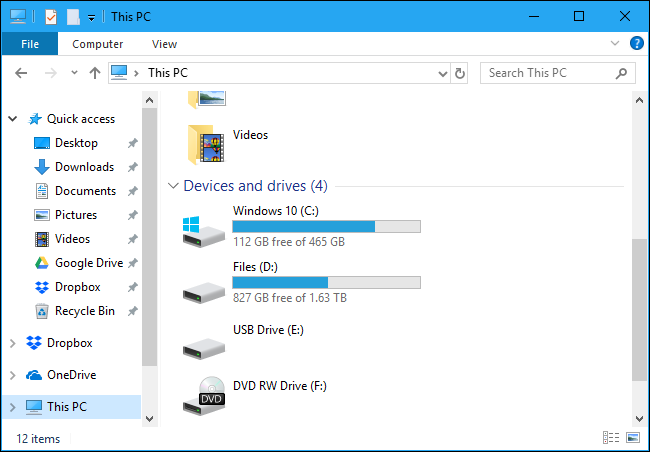 This PC
File Computer View
This PC
Search This PC
Quick access
Desktop
Downloads
Documents
Pictures
Videos
Google Drive
Dropbox
Recycle Bin
Dropbox
OneDrive
This PC
Videos
Devices and drives (4)
Windows 10 (C:)
112 GB free of 465 GB
Files (D:)
827 GB free of 1.63 TB
USB Drive (E:)
DVD RW Drive (F:)
DVD
12 items